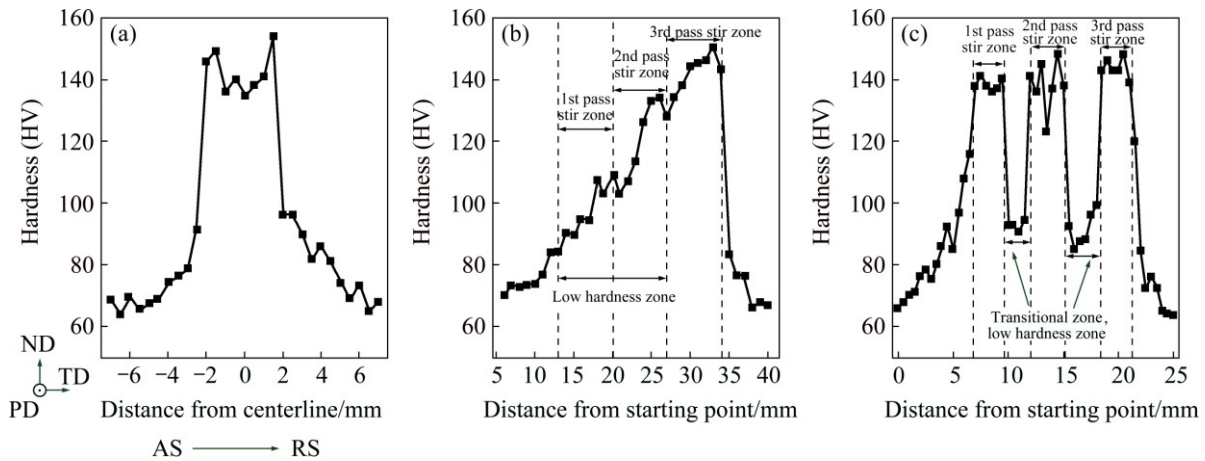 160
140
120
100
80
60
Hardness (HV)
(a)
−6
−4
−2
0
2
4
6
Distance from centerline/mm
AS
RS
ND
TD
PD
160
140
120
100
80
60
Hardness (HV)
(b)
3rd pass stir zone
2nd pass
stir zone
1st pass
stir zone
Low hardness zone
5
10
15
20
25
30
35
40
Distance from starting point/mm
160
140
120
100
80
60
Hardness (HV)
(c)
1st pass
stir zone
2nd pass
stir zone
3rd pass
stir zone
Transitional zone,
low hardness zone
0
5
10
15
20
25
Distance from starting point/mm